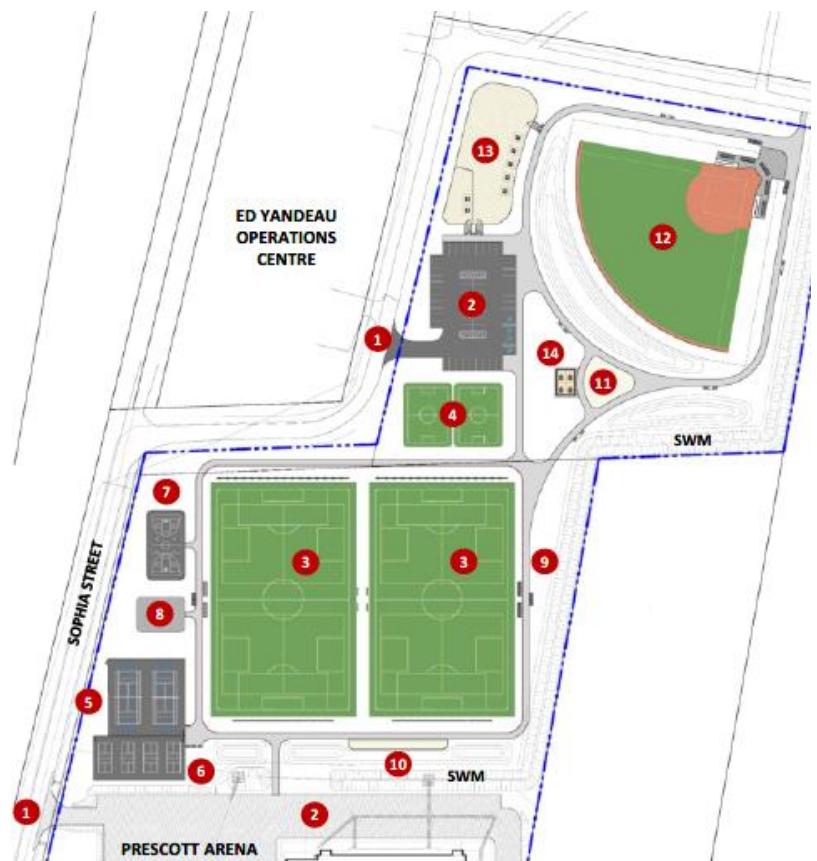 13
ED YANDEAU
OPERATIONS
CENTRE
12
2
1
14
11
4
SWM
7
3
3
9
8
SOPHIA STREET
5
6
10
SWM
1
2
PRESCOTT ARENA